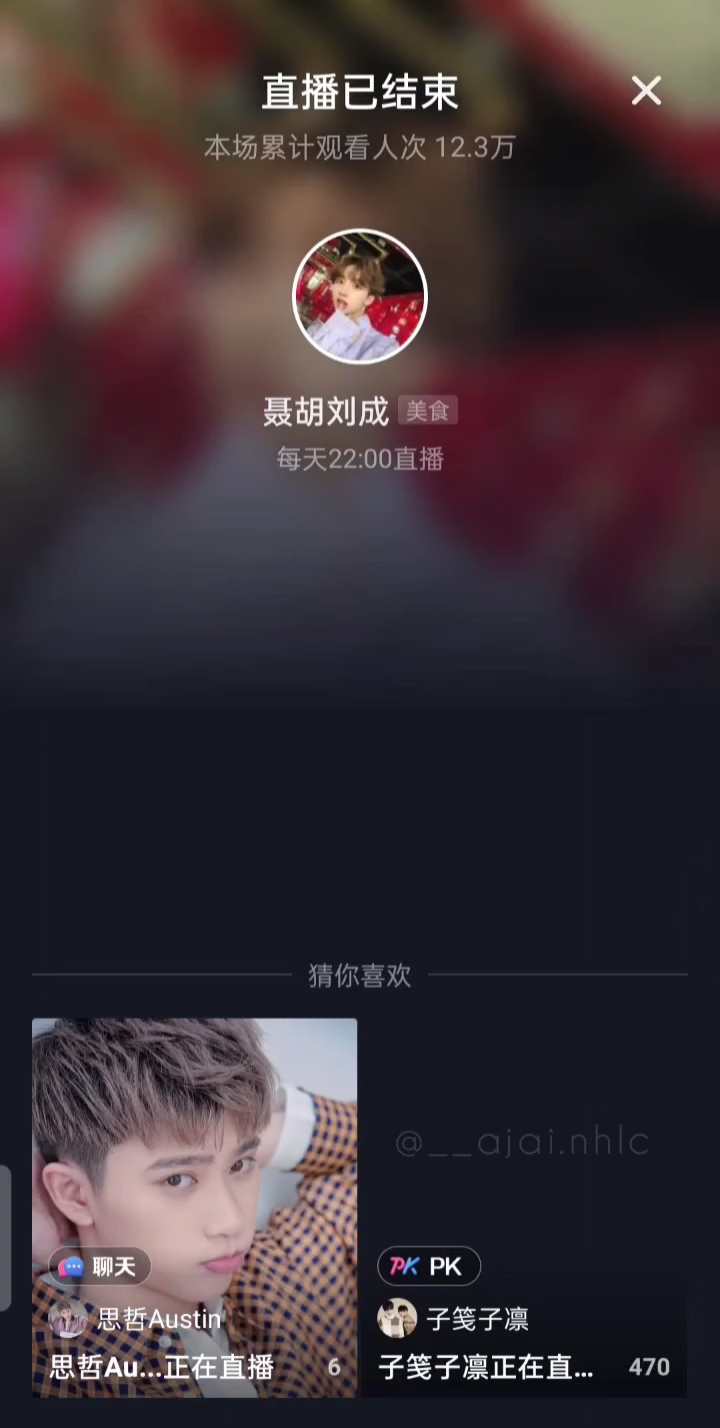 直播已结束
本场累计观看人次 12.3万
聂胡刘成 美食
每天22:00直播
猜你喜欢
@__ajai.nhlc
聊天
思哲Austin
思哲Au...正在直播 6
PK PK
子笺子凛
子笺子凛正在直... 470